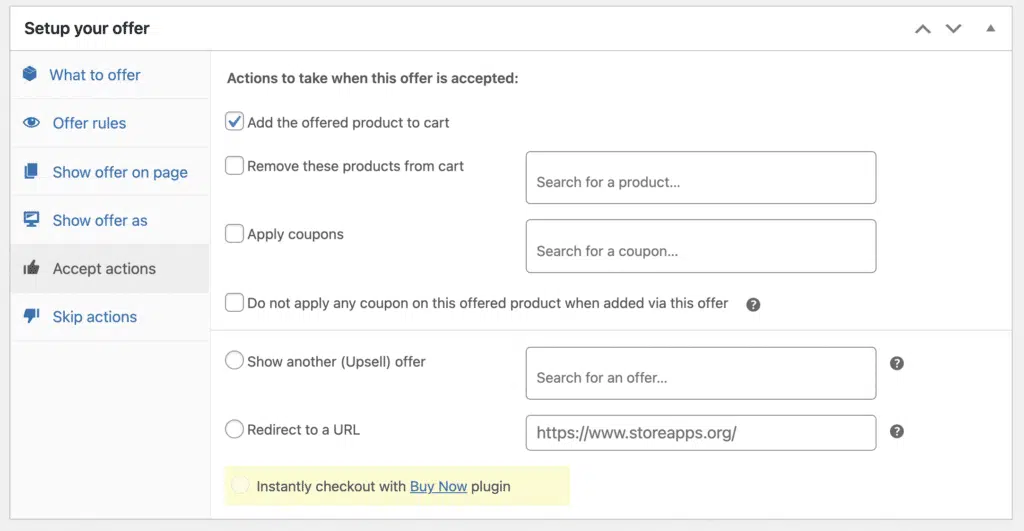 Setup your offer
What to offer
Offer rules
Show offer on page
Show offer as
Accept actions
Skip actions
Actions to take when this offer is accepted:
Add the offered product to cart
Remove these products from cart
Search for a product...
Apply coupons
Search for a coupon...
Do not apply any coupon on this offered product when added via this offer ?
Show another (Upsell) offer
Search for an offer...
?
Redirect to a URL
https://www.storeapps.org/
?
Instantly checkout with Buy Now plugin